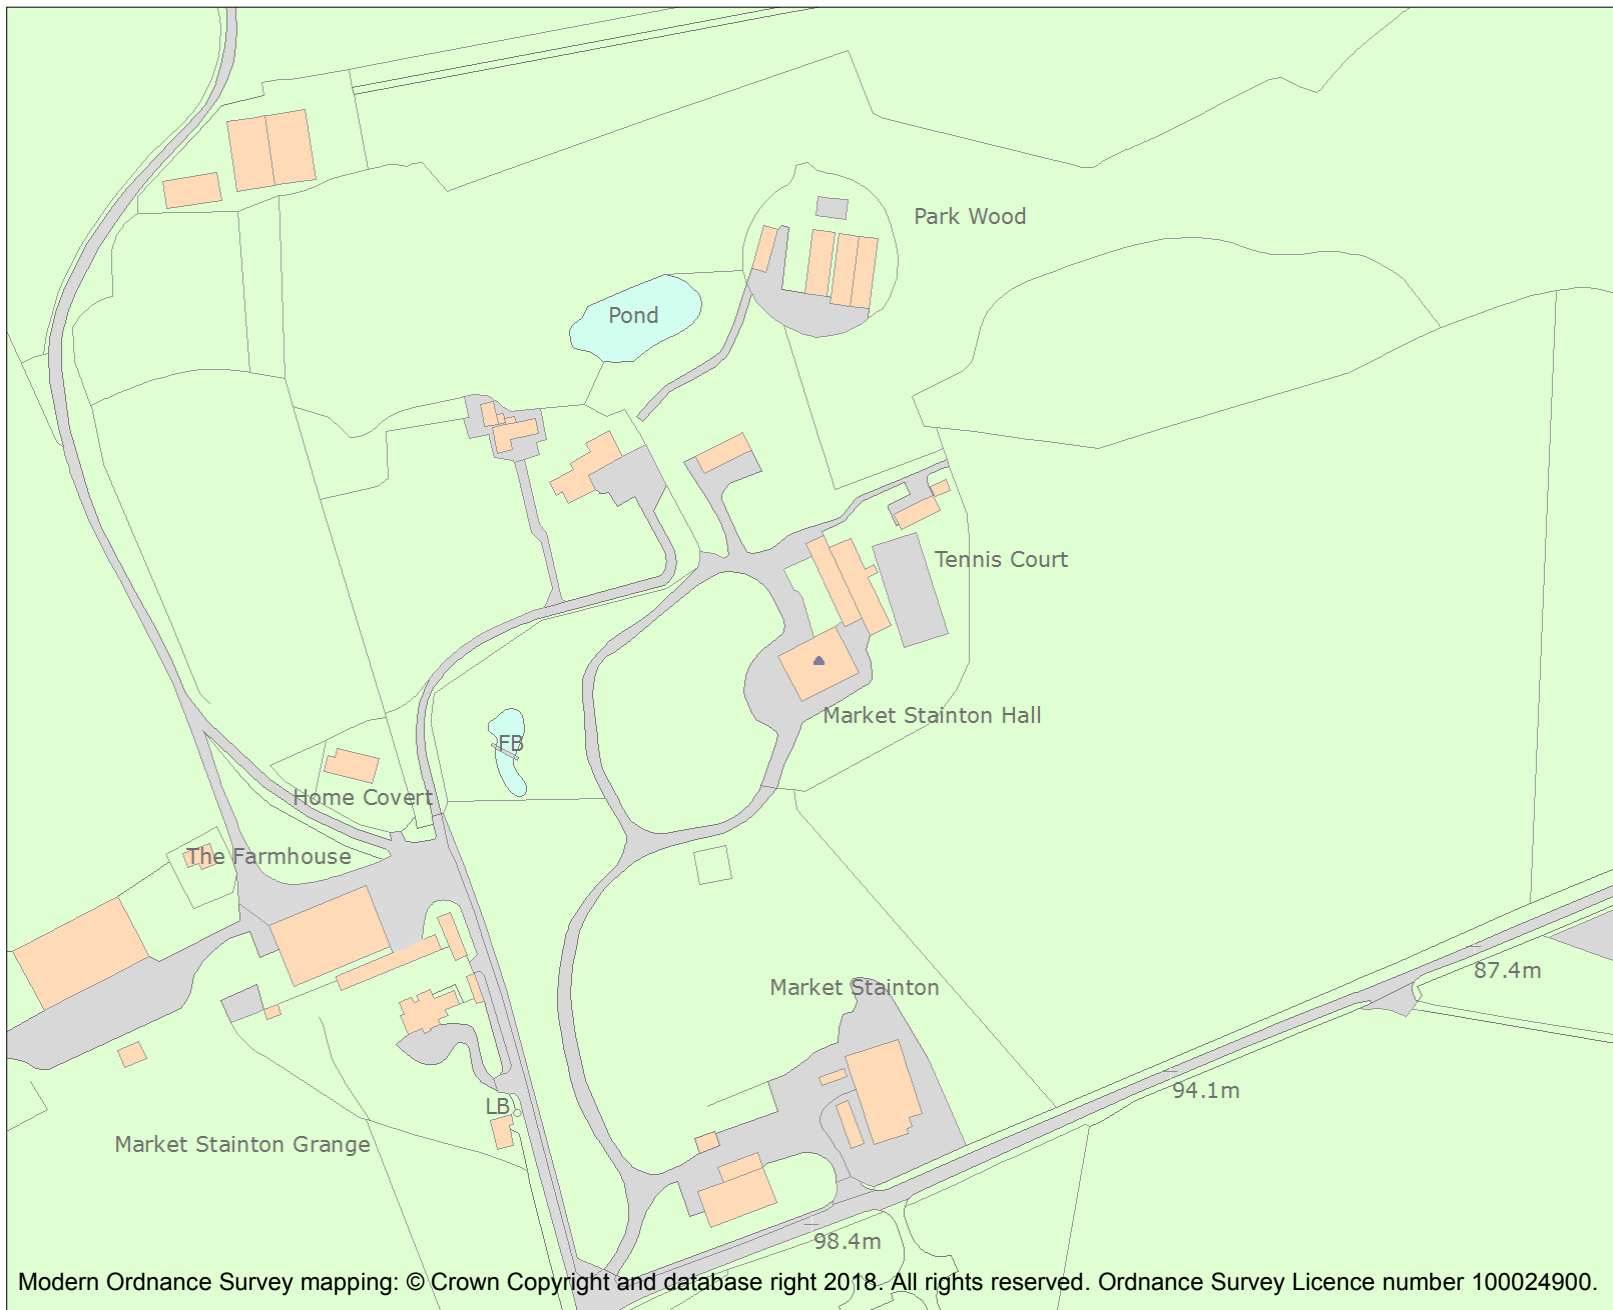 Park Wood
Pond
Tennis Court
Market Stainton Hall
FB
Home Covert
The Farmhouse
87.4m
Market Stainton
94.1m
LB
Market Stainton Grange
98.4m
Modern Ordnance Survey mapping: © Crown Copyright and database right 2018. All rights reserved. Ordnance Survey Licence number 100024900.